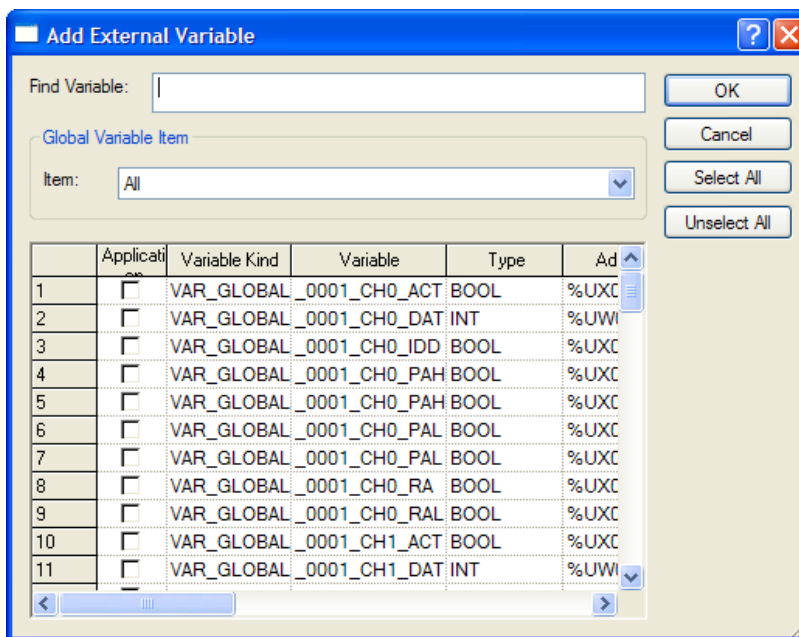 Add External Variable
Find Variable:
OK
Global Variable Item
Cancel
Item: All
Select All
Unselect All
Applicati Variable Kind Variable Type Ad
1 VAR_GLOBAL _0001_CH0_ACT BOOL %UX0
2 VAR_GLOBAL _0001_CH0_DAT INT
3 VAR_GLOBAL _0001_CH0_IDD BOOL %UX0
4 VAR_GLOBAL _0001_CH0_PAH BOOL %UX0
5 VAR_GLOBAL _0001_CH0_PAH BOOL %UX0
6 VAR_GLOBAL _0001_CH0_PAL BOOL %UX0
7 VAR_GLOBAL _0001_CH0_PAL BOOL %UX0
8 VAR_GLOBAL _0001_CH0_RA BOOL %UX0
9 VAR_GLOBAL _0001_CH0_RAL BOOL %UX0
10 VAR_GLOBAL _0001_CH1_ACT BOOL %UX0
11 VAR_GLOBAL _0001_CH1_DAT INT